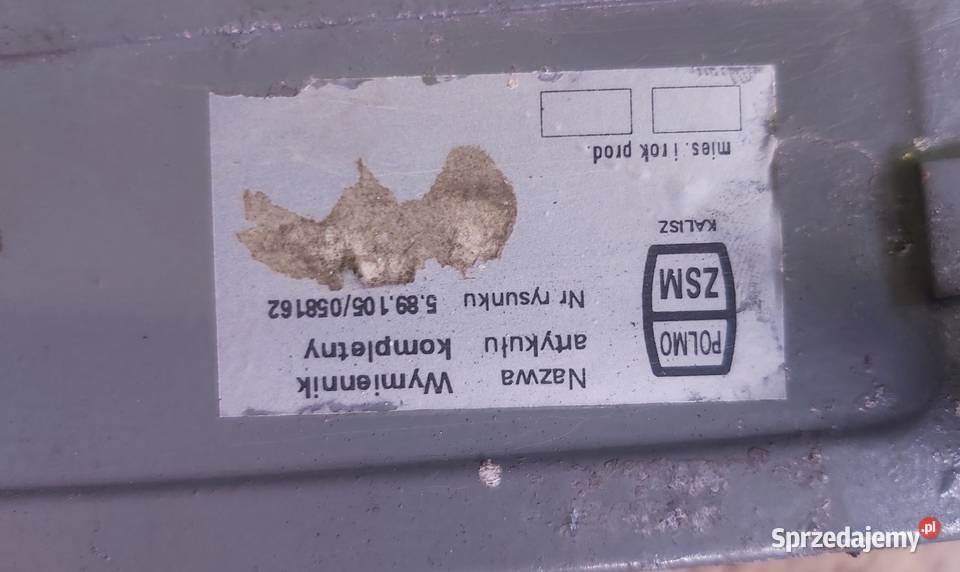 POLMO
ZSM
KALISZ
Nazwa artykułu Wymiennik kompletny
Nr rysunku 5.89.105/058162
mies. i rok prod.
Sprzedajemy.pl